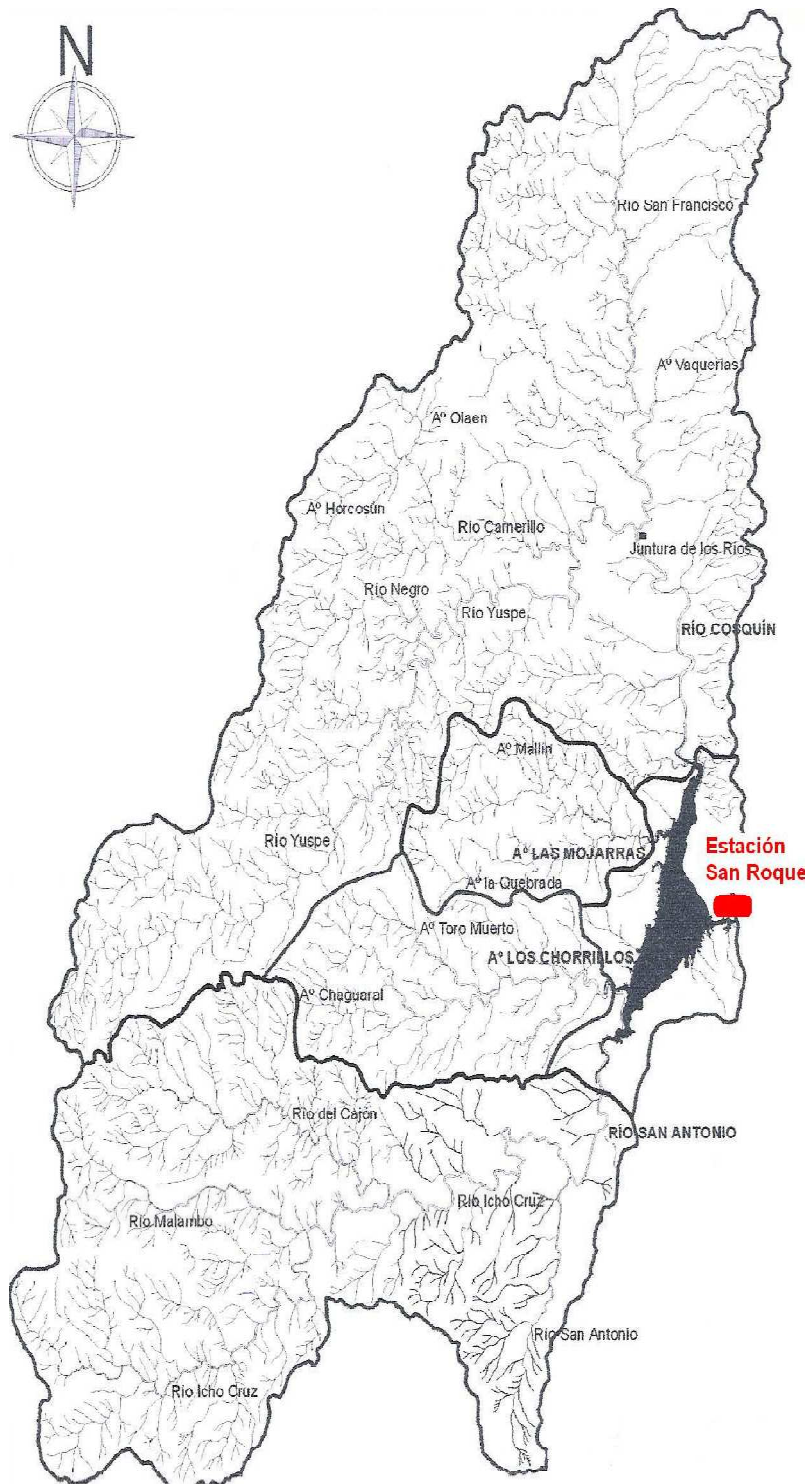 N
Río San Francisco
Aº Vaquerías
Aº Olaen
Aº Horcosún
Río Camerillo
Juntura de los Ríos
Río Negro
Río Yuspe
RÍO COSQUÍN
Aº Mallín
Río Yuspe
Aº LAS MOJARRAS
Estación
San Roque
Aº la Quebrada
Aº Toro Muerto
Aº LOS CHORRILLOS
Aº Chaguaral
Río del Cajón
RÍO SAN ANTONIO
Río Icho Cruz
Río Malambo
Río San Antonio
Río Icho Cruz